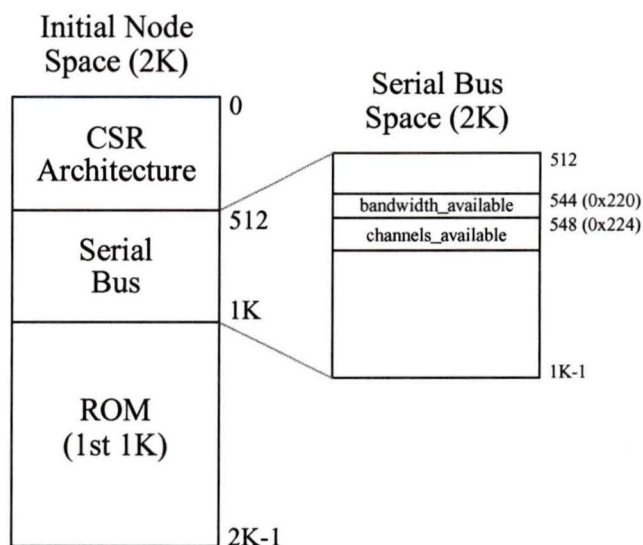 Initial Node
Space (2K)
0
CSR
Architecture
512
Serial
Bus
1K
ROM
(1st 1K)
2K-1
Serial Bus
Space (2K)
512
bandwidth_available
544 (0x220)
channels_available
548 (0x224)
1K-1